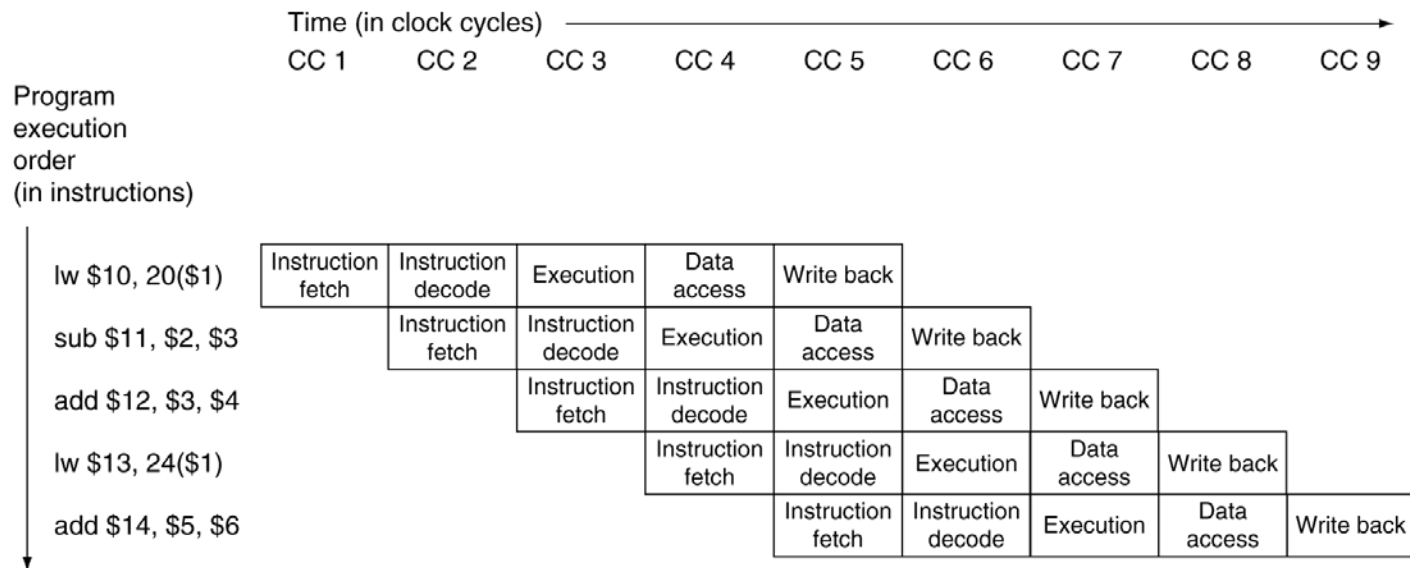 Time (in clock cycles)
CC 1 CC 2 CC 3 CC 4 CC 5 CC 6 CC 7 CC 8 CC 9
Program
execution
order
(in instructions)
lw $10, 20($1)
Instruction
fetch
Instruction
decode
Execution
Data
access
Write back
sub $11, $2, $3
Instruction
fetch
Instruction
decode
Execution
Data
access
Write back
add $12, $3, $4
Instruction
fetch
Instruction
decode
Execution
Data
access
Write back
lw $13, 24($1)
Instruction
fetch
Instruction
decode
Execution
Data
access
Write back
add $14, $5, $6
Instruction
fetch
Instruction
decode
Execution
Data
access
Write back